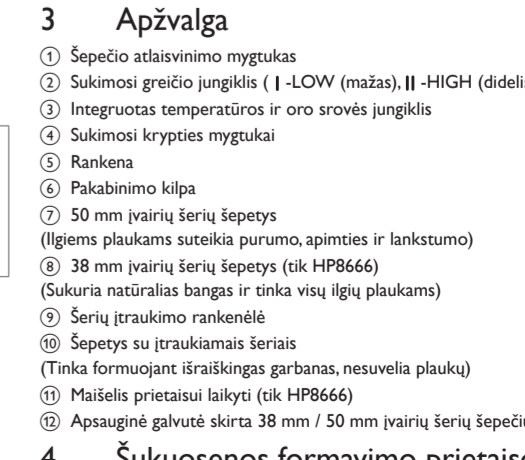 3 Apžvalga
① Šepečio atlaisvinimo mygtukas
② Sukimosi greičio jungiklis ( I -LOW (mažas), II -HIGH
③ Integruotas temperatūros ir oro srovės jungiklis
④ Sukimosi krypties mygtukai
⑤ Rankena
⑥ Pakabinimo kilpa
⑦ 50 mm įvairių šerių šepetys
(Ilgiems plaukams suteikia purumo, apimties ir lankstumo)
⑧ 38 mm įvairių šerių šepetys (tik HP8666)
(Sukuria natūralias bangas ir tinka visų ilgių plaukams)
⑨ Šerių įtraukimo rankenėlė
⑩ Šepetys su įtraukiamais šeriais
(Tinka formuojant išraiškingas garbanas, nesuvelia plaukų)
⑪ Maišelis prietaisui laikyti (tik HP8666)
⑫ Apsauginė galvutė skirta 38 mm / 50 mm įvairių šerių
4 Šukuosenos formavimo